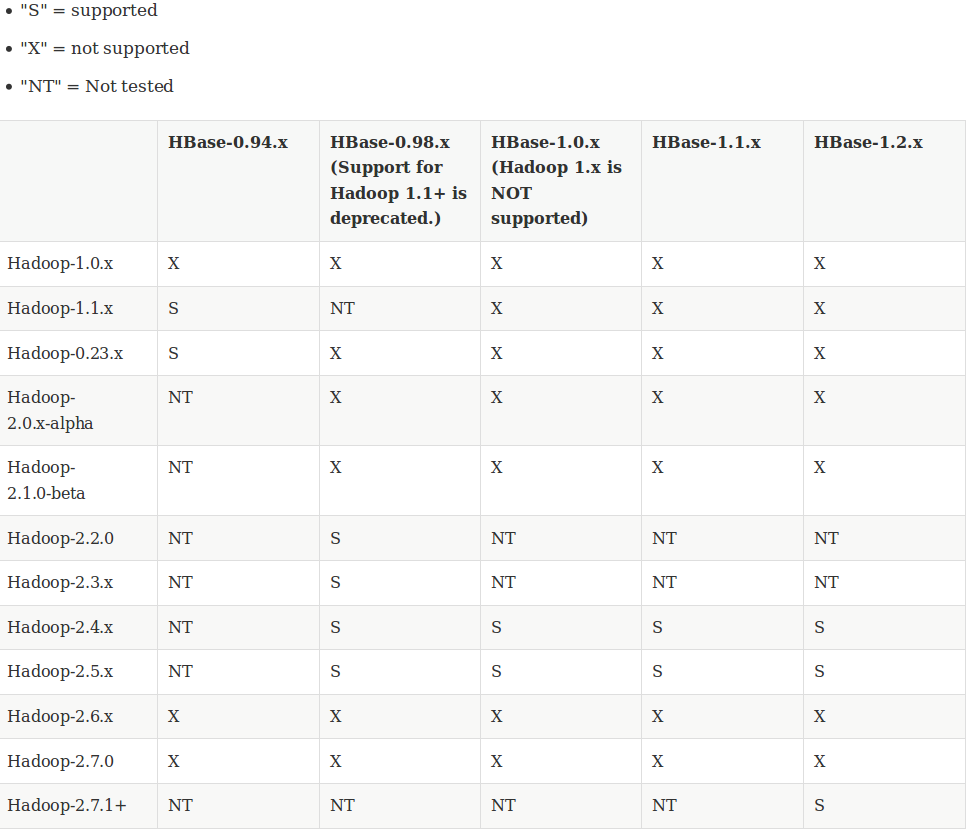 • "S" = supported
• "X" = not supported
• "NT" = Not tested
HBase-0.94.x HBase-0.98.x HBase-1.0.x HBase-1.1.x HBase-1.2.x
(Support for (Hadoop 1.x is
Hadoop 1.1+ is NOT
deprecated.) supported)
Hadoop-1.0.x X X X X X
Hadoop-1.1.x S NT X X X
Hadoop-0.23.x S X X X X
Hadoop- NT X X X X
2.0.x-alpha
Hadoop- NT X X X X
2.1.0-beta
Hadoop-2.2.0 NT S NT NT NT
Hadoop-2.3.x NT S NT NT NT
Hadoop-2.4.x NT S S S S
Hadoop-2.5.x NT S S S S
Hadoop-2.6.x X X X X X
Hadoop-2.7.0 X X X X X
Hadoop-2.7.1+ NT NT NT NT S